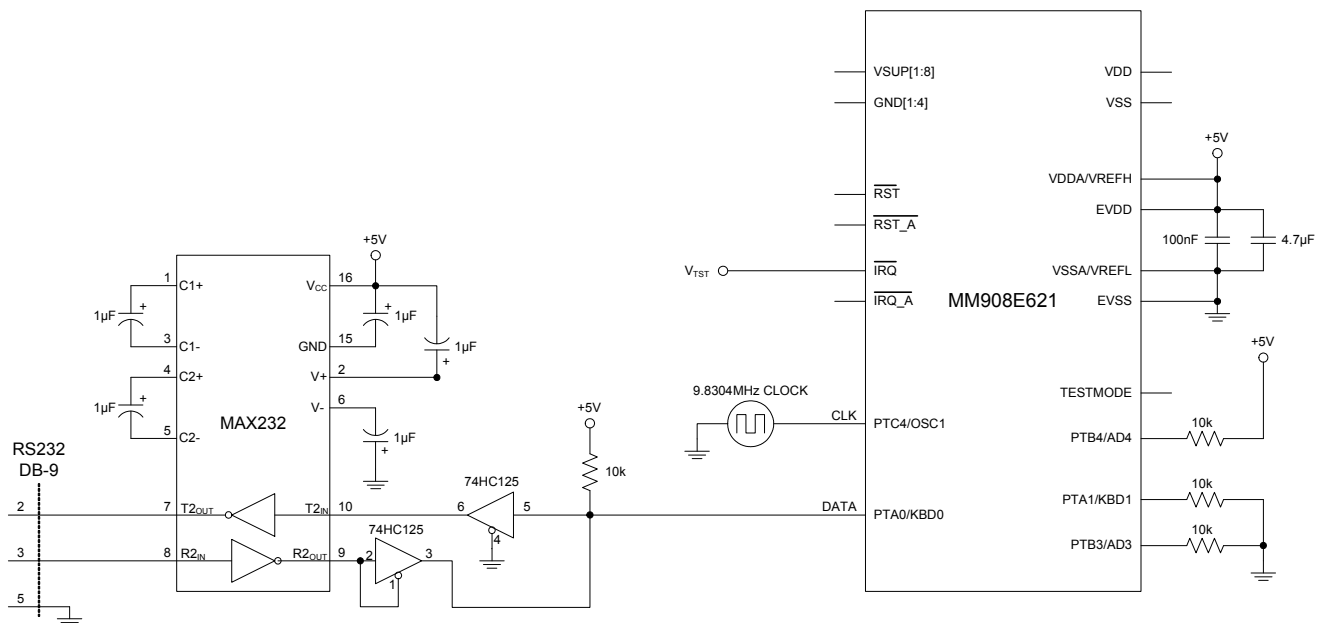 VSUP[1:8]
VDD
GND[1:4]
VSS
+5V
VDDA/VREFH
RST
EVDD
RST_A
100nF
4.7µF
+5V
VTST
IRQ
VSSA/VREFL
MM908E621
IRQ_A
EVSS
1
C1+
VCC
16
1µF
+
+
1µF
3
C1-
GND
15
1µF
+
4
C2+
V+
2
+5V
1µF
+
MAX232
V-
6
9.8304MHz CLOCK
TESTMODE
5
C2-
1µF
+
+5V
CLK
PTC4/OSC1
10k
PTB4/AD4
RS232
DB-9
10k
74HC125
10k
PTA1/KBD1
2
7
T2OUT
T2IN
10
6
5
DATA
PTA0/KBD0
4
74HC125
10k
PTB3/AD3
3
8
R2IN
R2OUT
9
2
3
1
5